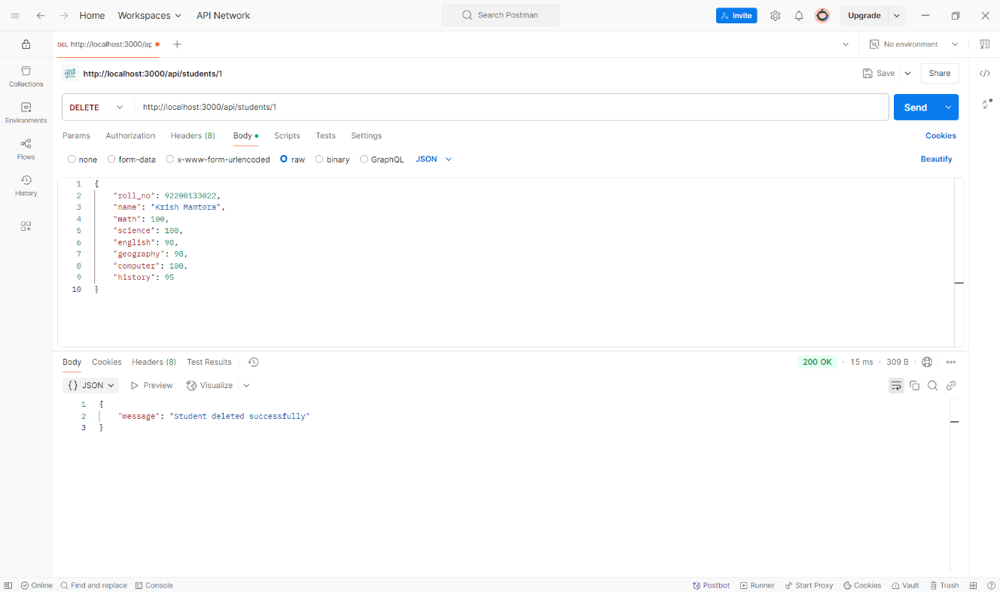 Home Workspaces API Network Search Postman Invite Upgrade
DEL http://localhost:3000/ap No environment
HTTP http://localhost:3000/api/students/1 Save Share
DELETE http://localhost:3000/api/students/1 Send
Params Authorization Headers (8) Body Scripts Tests Settings Cookies
none form-data x-www-form-urlencoded raw binary GraphQL JSON Beautify
Collections
Environments
Flows
History
1 {
2 "roll_no": 92200133022,
3 "name": "Krish Mamtora",
4 "math": 100,
5 "science": 100,
6 "english": 98,
7 "geography": 98,
8 "computer": 100,
9 "history": 95
10 }
Body Cookies Headers (8) Test Results 200 OK 15 ms 309 B
{} JSON Preview Visualize
1 {
2 "message": "Student deleted successfully"
3 }
Online Find and replace Console Postbot Runner Start Proxy Cookies Vault Trash